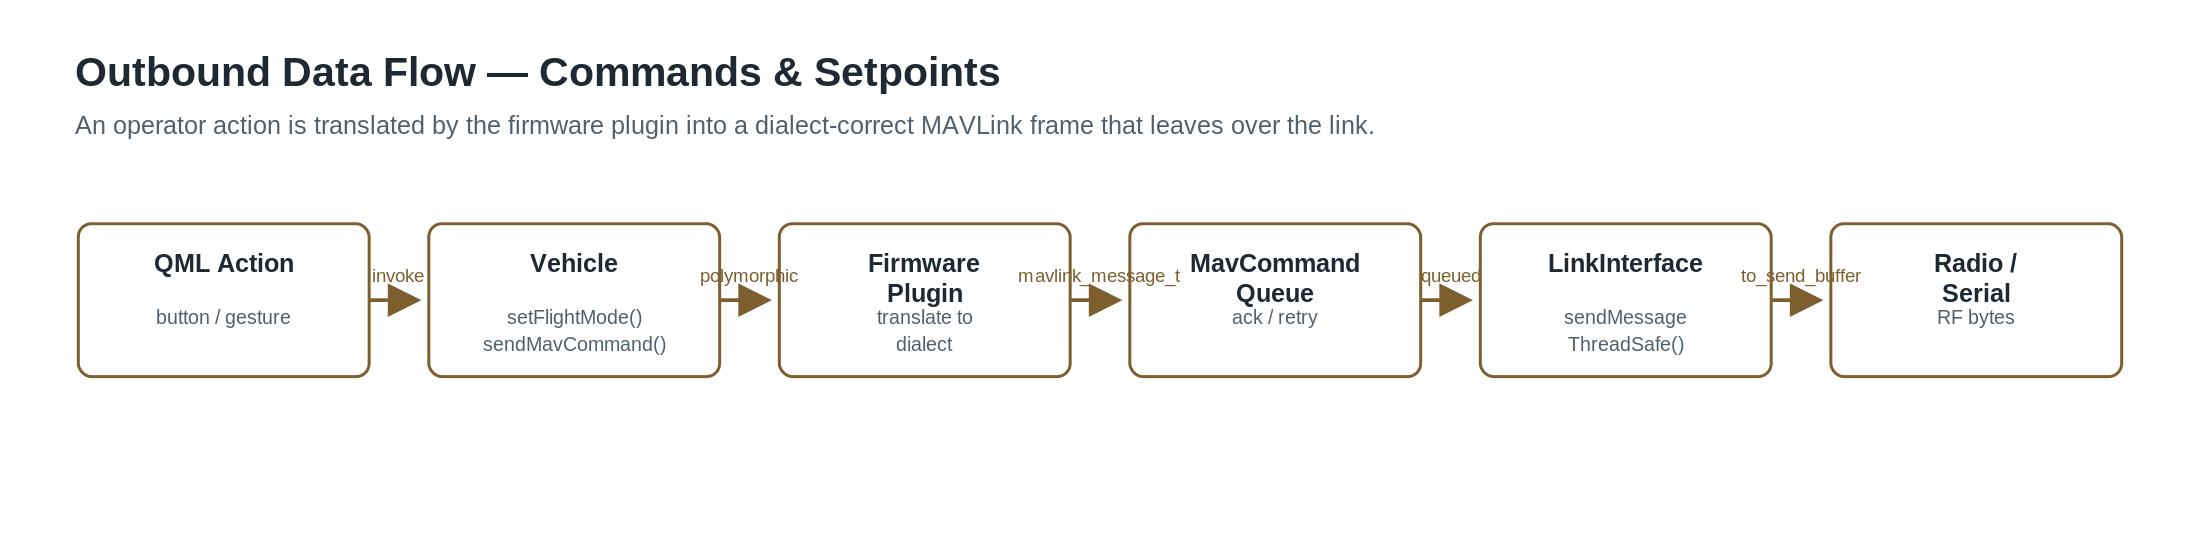 Outbound Data Flow — Commands & Setpoints
An operator action is translated by the firmware plugin into a dialect-correct MAVLink frame that leaves over the link.
QML Action
button / gesture
invoke
Vehicle
setFlightMode()
sendMavCommand()
polymorphic
Firmware
Plugin
translate to
dialect
mavlink_message_t
MavCommand
Queue
ack / retry
queued
LinkInterface
sendMessage
ThreadSafe()
to_send_buffer
Radio /
Serial
RF bytes